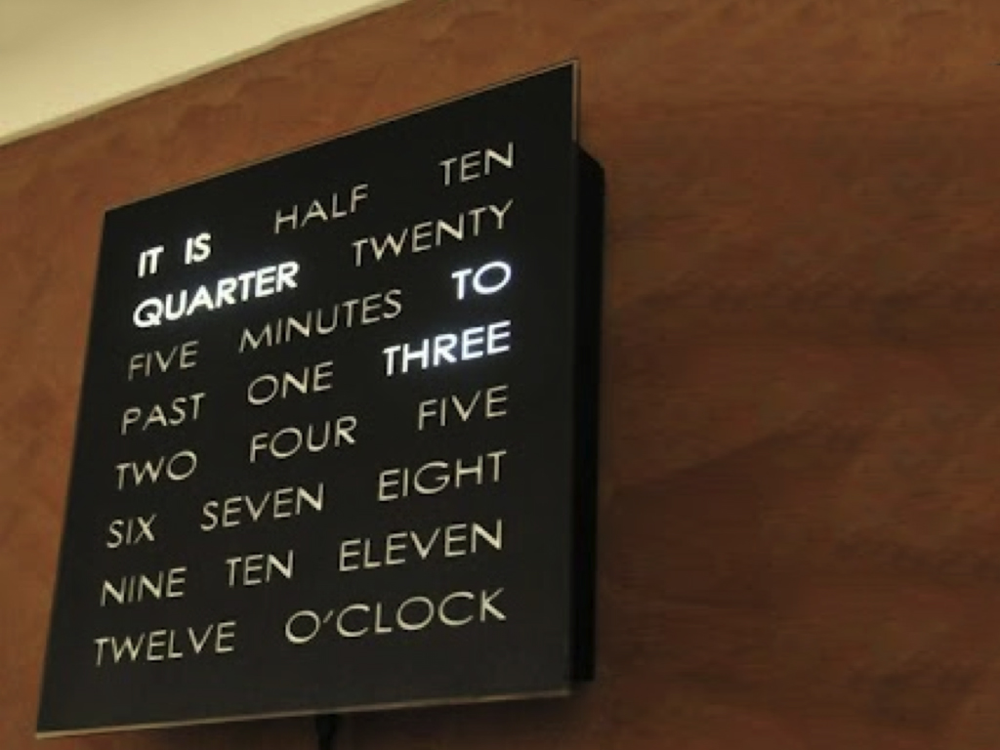 IT IS HALF TEN
QUARTER TWENTY
FIVE MINUTES TO
PAST ONE THREE
TWO FOUR FIVE
SIX SEVEN EIGHT
NINE TEN ELEVEN
TWELVE O'CLOCK